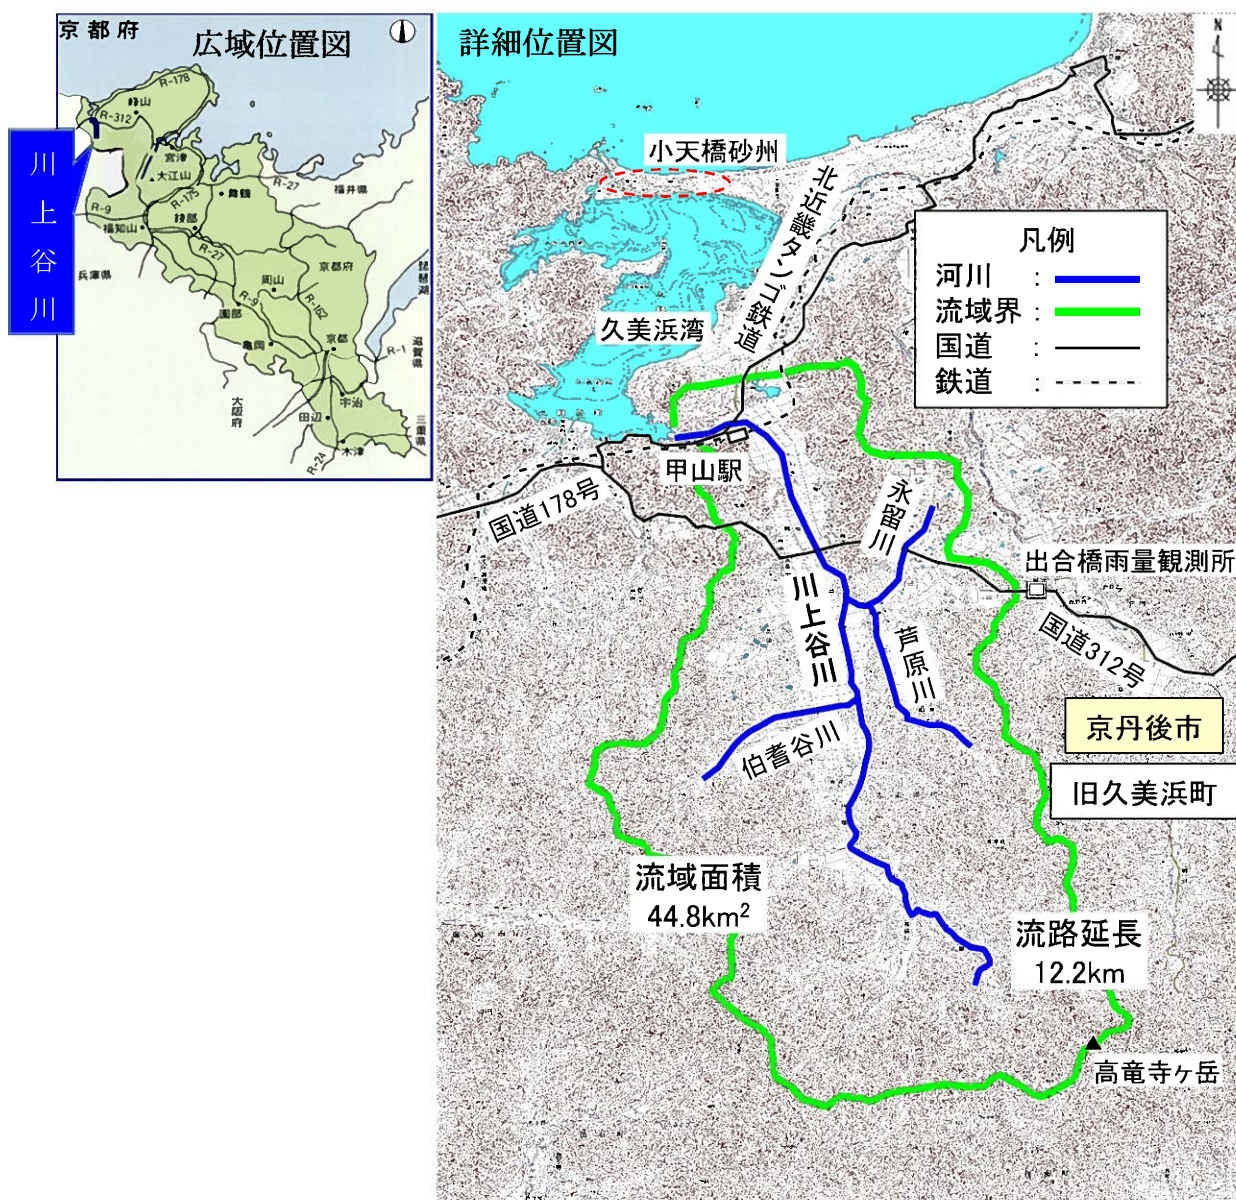 京都府
広域位置図
R-178
峰山
R-312
宮津
大江山
舞鶴
R-27
福井県
R-175
R-9
綾部
福知山
R-27
兵庫県
京都府
周山
琵琶湖
R-9
R-162
園部
亀岡
京都
R-1
滋賀県
大阪府
宇治
田辺
三重県
木津
R-24
川上谷川
詳細位置図
N
小天橋砂州
北近畿タンゴ鉄道
久美浜湾
凡例
河川 :
流域界 :
国道 :
鉄道 :
甲山駅
国道178号
永留川
出合橋雨量観測所
川上谷川
芦原川
国道312号
京丹後市
伯耆谷川
旧久美浜町
流域面積
44.8km²
流路延長
12.2km
高竜寺ヶ岳